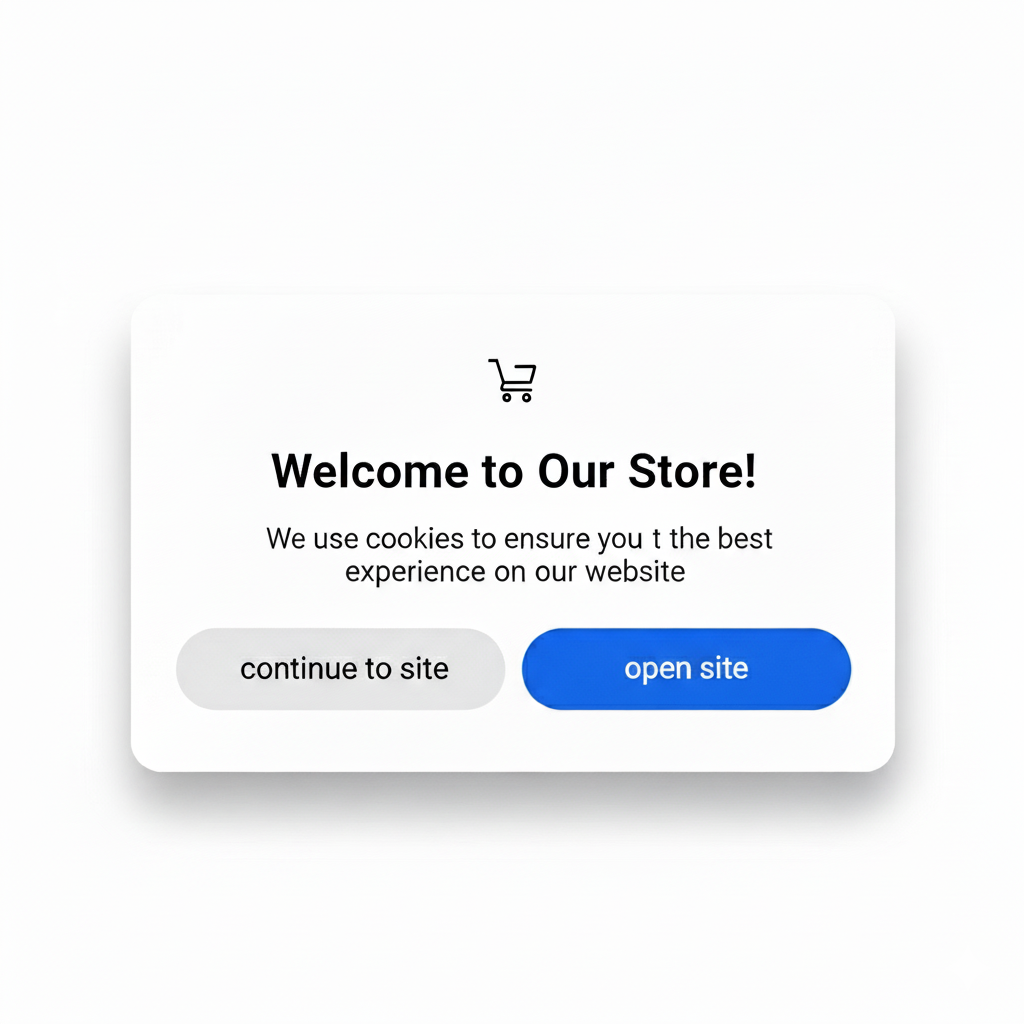 Welcome to Our Store!
We use cookies to ensure you t the best
experience on our website
continue to site
open site